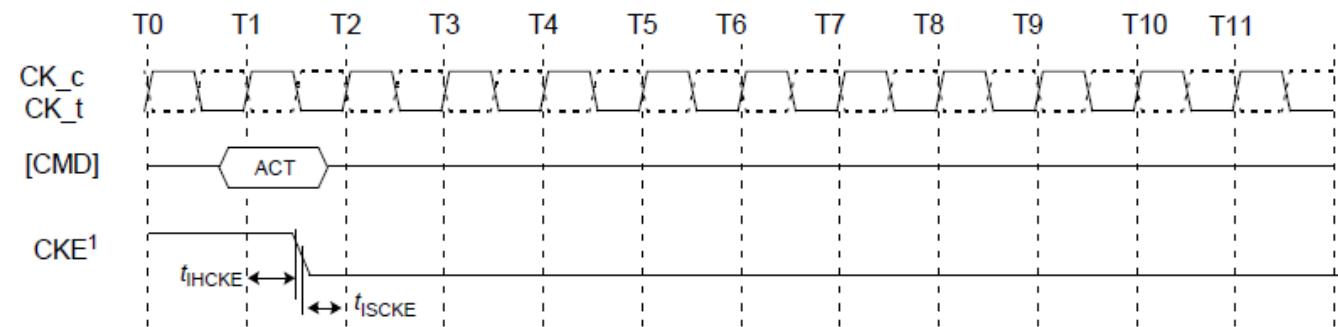 T0 T1 T2 T3 T4 T5 T6 T7 T8 T9 T10 T11
CK_c
CK_t
[CMD] ACT
CKE1
tIHCKE
tISCKE